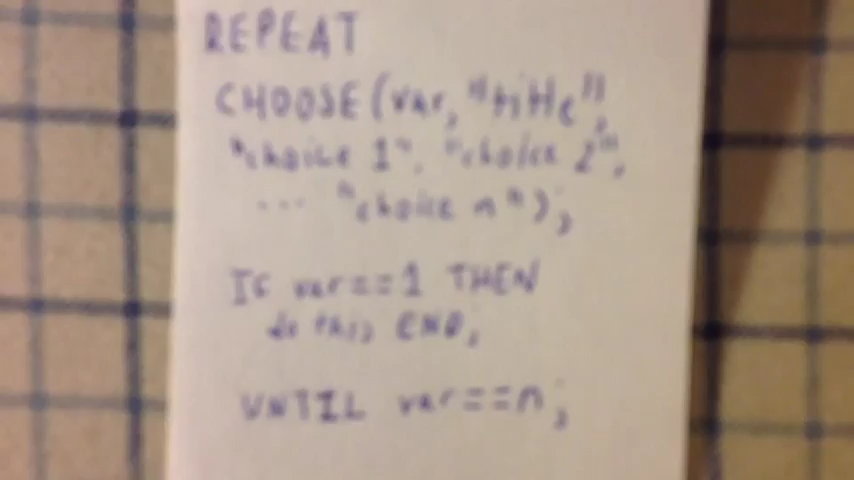 REPEAT
CHOOSE(var, "title",
"choice 1", "choice 2",
... "choice n");
IF var==1 THEN
do this END;
UNTIL var==n;